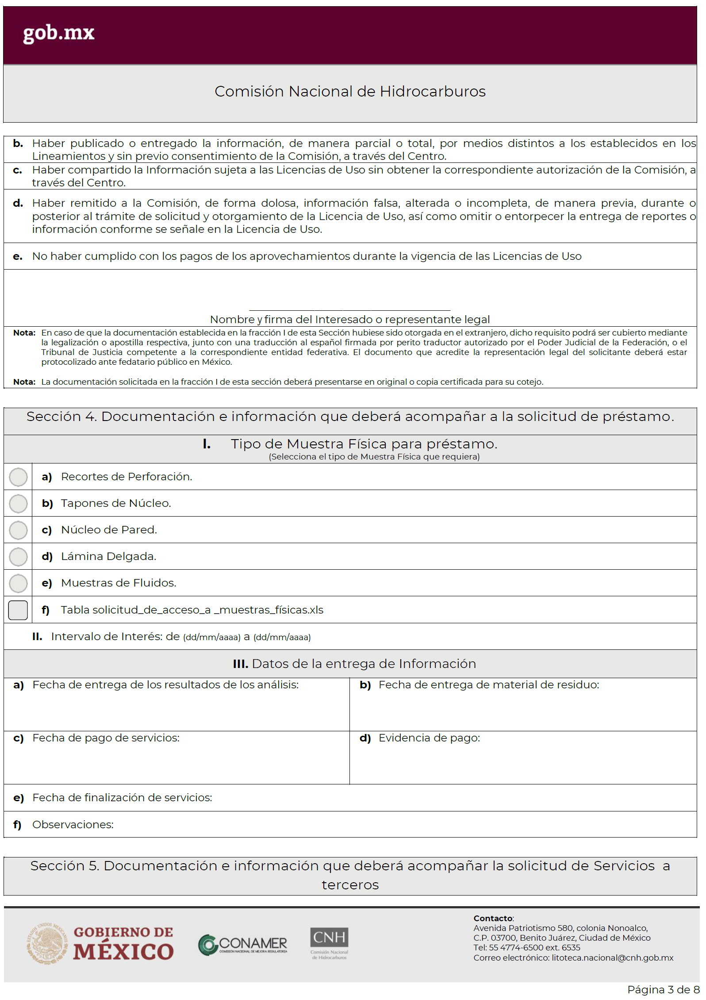 gob.mx
Comisión Nacional de Hidrocarburos
b. Haber publicado o entregado la información, de manera parcial o total, por medios distintos a los establecidos en los
Lineamientos y sin previo consentimiento de la Comisión, a través del Centro.
c. Haber compartido la Información sujeta a las Licencias de Uso sin obtener la correspondiente autorización de la Comisión, a
través del Centro.
d. Haber remitido a la Comisión, de forma dolosa, información falsa, alterada o incompleta, de manera previa, durante o
posterior al trámite de solicitud y otorgamiento de la Licencia de Uso, así como omitir o entorpecer la entrega de reportes o
información conforme se señale en la Licencia de Uso.
e. No haber cumplido con los pagos de los aprovechamientos durante la vigencia de las Licencias de Uso
Nombre y firma del Interesado o representante legal
Nota: En caso de que la documentación establecida en la fracción I de esta Sección hubiese sido otorgada en el extranjero, dicho requisito podrá ser cubierto mediante
la legalización o apostilla respectiva, junto con una traducción al español firmada por perito traductor autorizado por el Poder Judicial de la Federación, o el
Tribunal de Justicia competente a la correspondiente entidad federativa. El documento que acredite la representación legal del solicitante deberá estar
protocolizado ante fedatario público en México.
Nota: La documentación solicitada en la fracción I de esta sección deberá presentarse en original o copia certificada para su cotejo.
Sección 4. Documentación e información que deberá acompañar a la solicitud de préstamo.
I. Tipo de Muestra Física para préstamo.
(Selecciona el tipo de Muestra Física que requiera)
a) Recortes de Perforación.
b) Tapones de Núcleo.
c) Núcleo de Pared.
d) Lámina Delgada.
e) Muestras de Fluidos.
f) Tabla solicitud_de_acceso_a _muestras_físicas.xls
II. Intervalo de Interés: de (dd/mm/aaaa) a (dd/mm/aaaa)
III. Datos de la entrega de Información
a) Fecha de entrega de los resultados de los análisis:
b) Fecha de entrega de material de residuo:
c) Fecha de pago de servicios:
d) Evidencia de pago:
e) Fecha de finalización de servicios:
f) Observaciones:
Sección 5. Documentación e información que deberá acompañar la solicitud de Servicios a
terceros
ESTADOS UNIDOS MEXICANOS
GOBIERNO DE
MÉXICO
CONAMER
COMISIÓN NACIONAL DE MEJORA REGULATORIA
CNH
Comisión Nacional
de Hidrocarburos
Contacto:
Avenida Patriotismo 580, colonia Nonoalco,
C.P. 03700, Benito Juárez, Ciudad de México
Tel: 55 4774-6500 ext. 6535
Correo electrónico: litoteca.nacional@cnh.gob.mx
Página 3 de 8